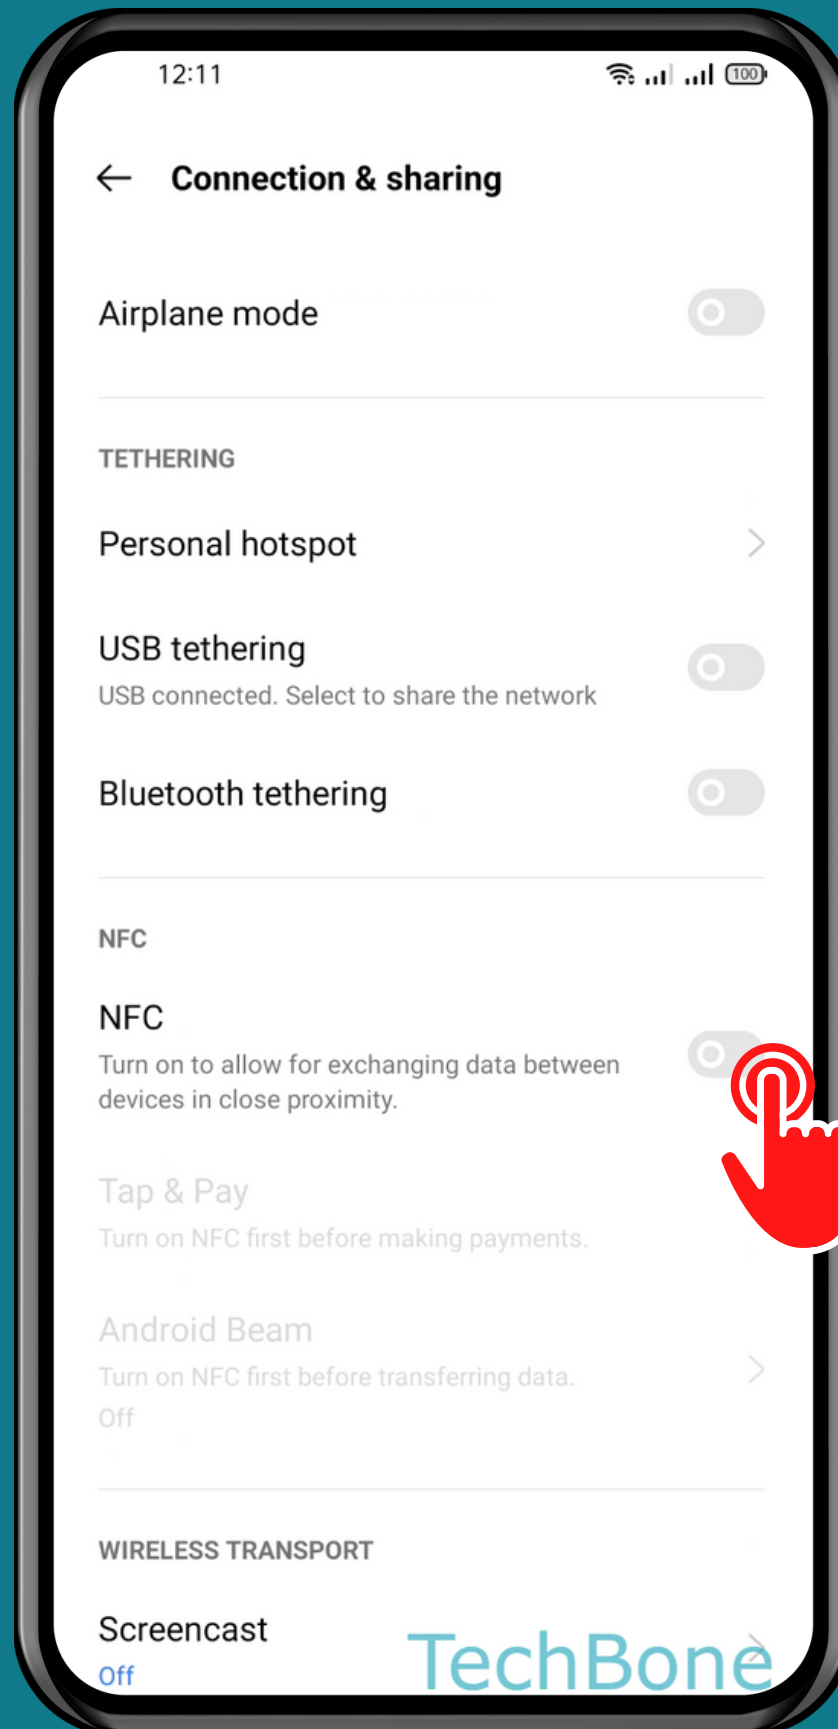 12:11
100
Connection & sharing
Airplane mode
TETHERING
Personal hotspot
USB tethering
USB connected. Select to share the network
Bluetooth tethering
NFC
NFC
Turn on to allow for exchanging data between
devices in close proximity.
Tap & Pay
Turn on NFC first before making payments.
Android Beam
Turn on NFC first before transferring data.
Off
WIRELESS TRANSPORT
Screencast
Off
TechBone